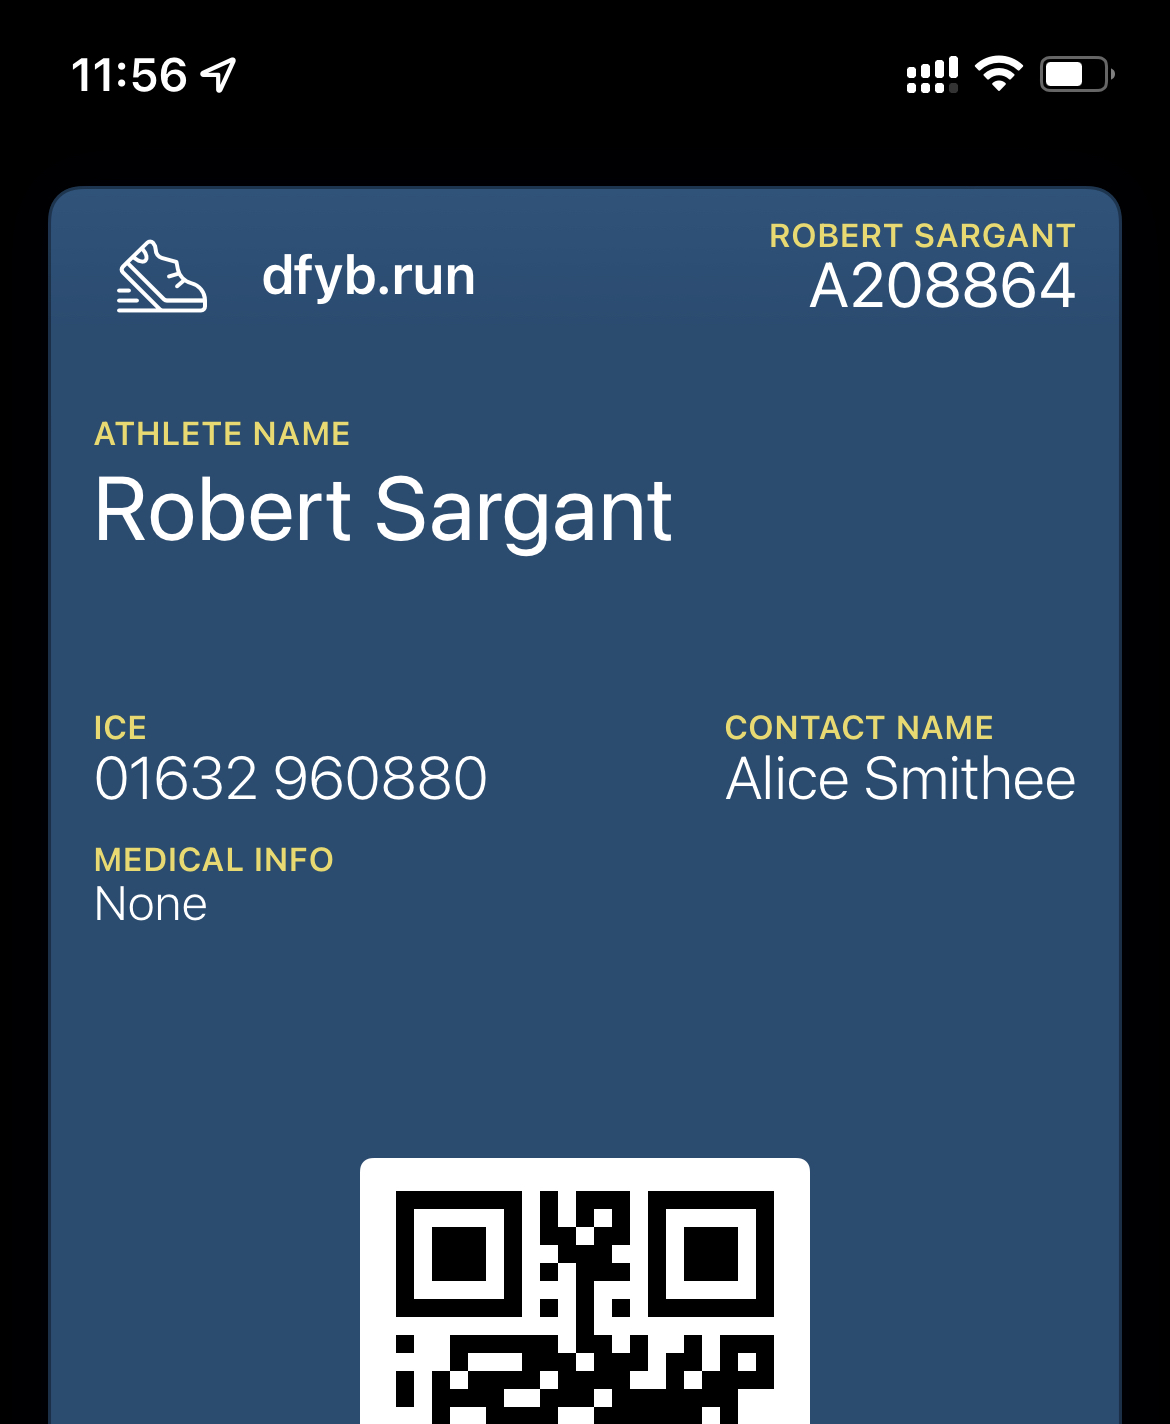 11:56
dfyb.run
ROBERT SARGANT
A208864
ATHLETE NAME
Robert Sargant
ICE
01632 960880
CONTACT NAME
Alice Smithee
MEDICAL INFO
None